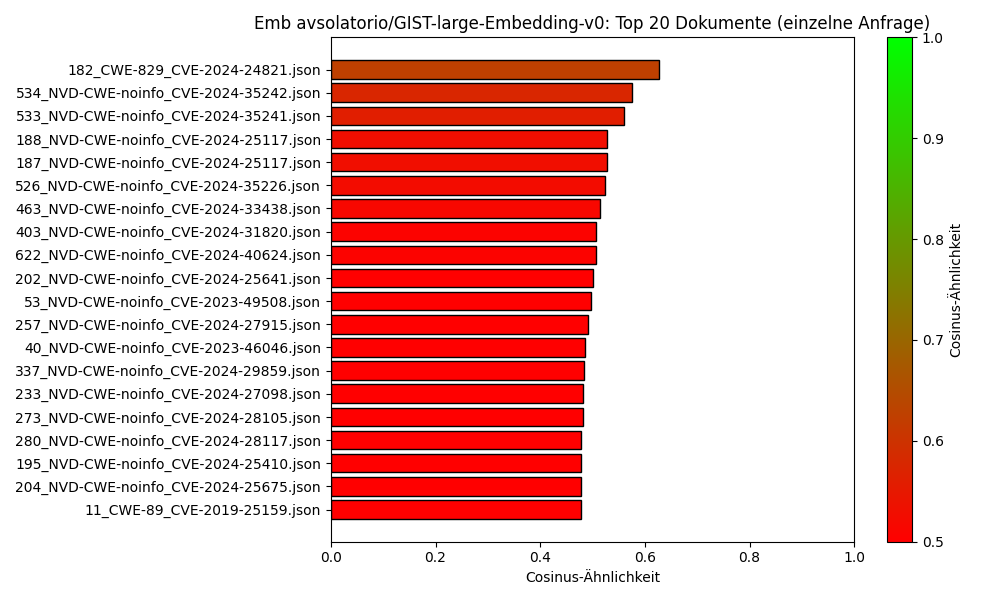 Emb avsolatorio/GIST-large-Embedding-v0: Top 20 Dokumente (einzelne Anfrage)
182_CWE-829_CVE-2024-24821.json
534_NVD-CWE-noinfo_CVE-2024-35242.json
533_NVD-CWE-noinfo_CVE-2024-35241.json
188_NVD-CWE-noinfo_CVE-2024-25117.json
187_NVD-CWE-noinfo_CVE-2024-25117.json
526_NVD-CWE-noinfo_CVE-2024-35226.json
463_NVD-CWE-noinfo_CVE-2024-33438.json
403_NVD-CWE-noinfo_CVE-2024-31820.json
622_NVD-CWE-noinfo_CVE-2024-40624.json
202_NVD-CWE-noinfo_CVE-2024-25641.json
53_NVD-CWE-noinfo_CVE-2023-49508.json
257_NVD-CWE-noinfo_CVE-2024-27915.json
40_NVD-CWE-noinfo_CVE-2023-46046.json
337_NVD-CWE-noinfo_CVE-2024-29859.json
233_NVD-CWE-noinfo_CVE-2024-27098.json
273_NVD-CWE-noinfo_CVE-2024-28105.json
280_NVD-CWE-noinfo_CVE-2024-28117.json
195_NVD-CWE-noinfo_CVE-2024-25410.json
204_NVD-CWE-noinfo_CVE-2024-25675.json
11_CWE-89_CVE-2019-25159.json
0.0 0.2 0.4 0.6 0.8 1.0
Cosinus-Ähnlichkeit
1.0
0.9
0.8
0.7
0.6
0.5
Cosinus-Ähnlichkeit